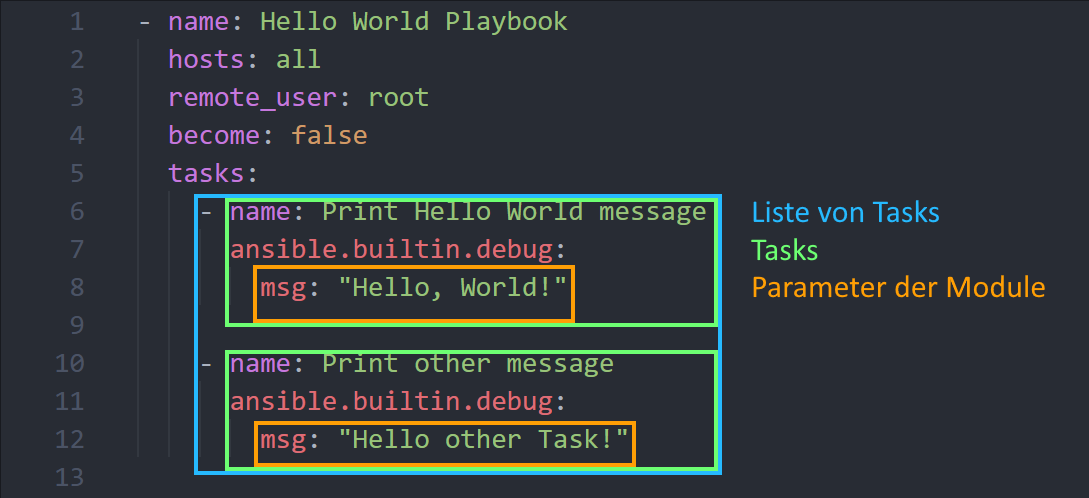 1 - name: Hello World Playbook
2 hosts: all
3 remote_user: root
4 become: false
5 tasks:
6 - name: Print Hello World message
7 ansible.builtin.debug:
8 msg: "Hello, World!"
9
10 - name: Print other message
11 ansible.builtin.debug:
12 msg: "Hello other Task!"
13
Liste von Tasks
Tasks
Parameter der Module